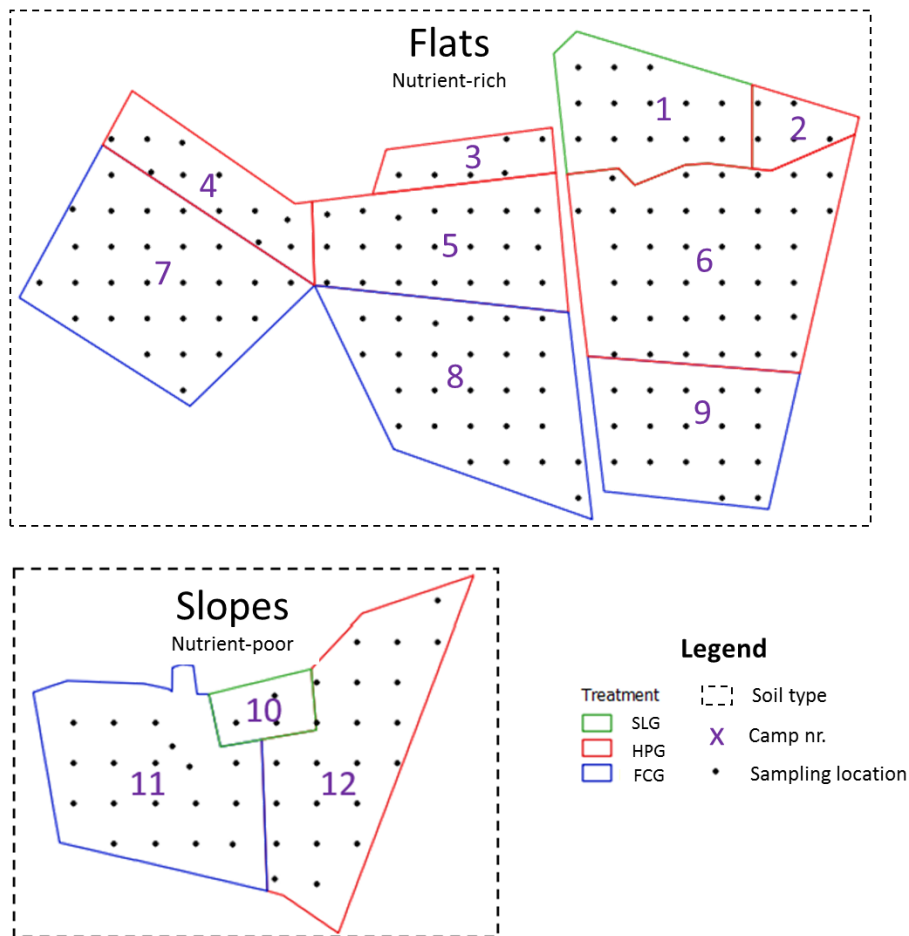 Flats
Nutrient-rich
1
2
3
4
5
6
7
8
9
Slopes
Nutrient-poor
10
11
12
Legend
Treatment
SLG
HPG
FCG
Soil type
X Camp nr.
Sampling location